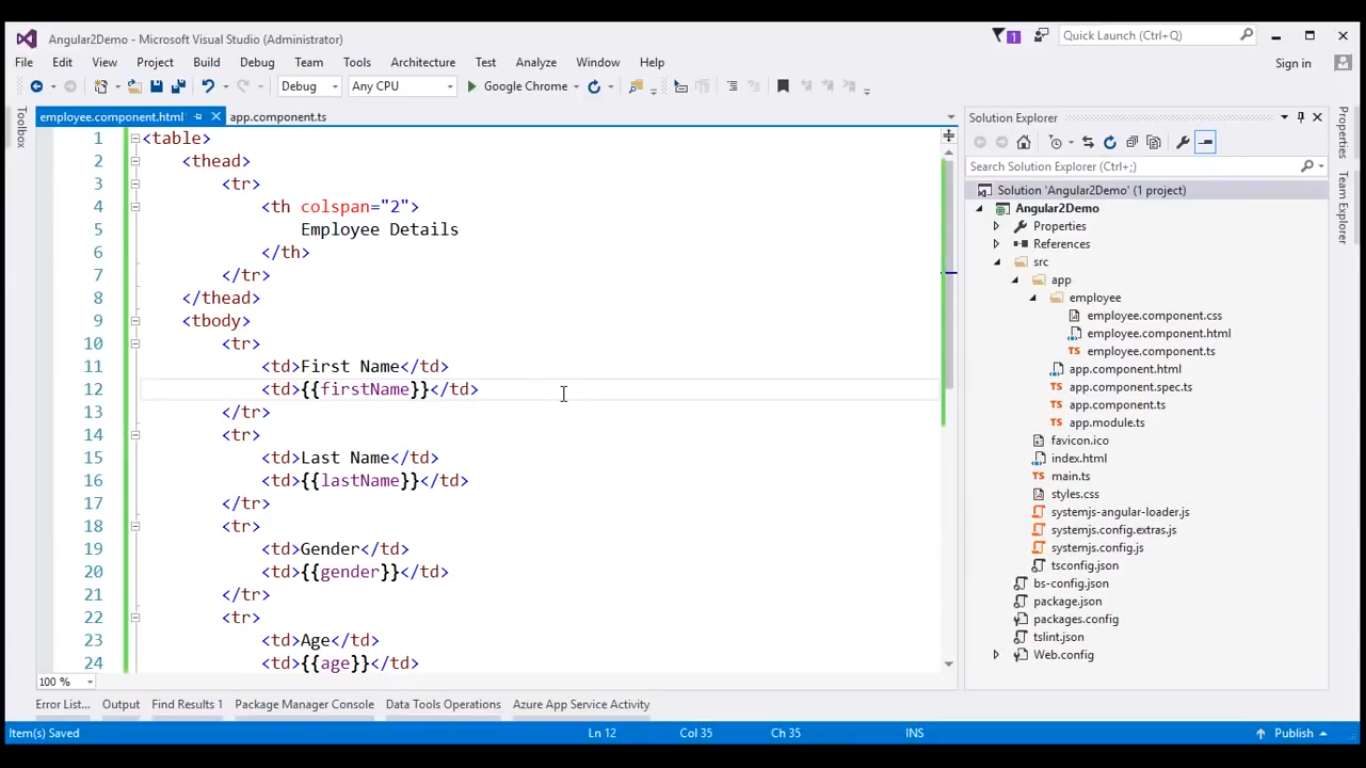 Angular2Demo - Microsoft Visual Studio (Administrator)
1
Quick Launch (Ctrl+Q)
File Edit View Project Build Debug Team Tools Architecture Test Analyze Window Help
Sign in
Debug Any CPU Google Chrome
Toolbox
employee.component.html app.component.ts
1 <table>
2 <thead>
3 <tr>
4 <th colspan="2">
5 Employee Details
6 </th>
7 </tr>
8 </thead>
9 <tbody>
10 <tr>
11 <td>First Name</td>
12 <td>{{firstName}}</td>
13 </tr>
14 <tr>
15 <td>Last Name</td>
16 <td>{{lastName}}</td>
17 </tr>
18 <tr>
19 <td>Gender</td>
20 <td>{{gender}}</td>
21 </tr>
22 <tr>
23 <td>Age</td>
24 <td>{{age}}</td>
100 %
Solution Explorer
Search Solution Explorer (Ctrl+;)
Solution 'Angular2Demo' (1 project)
Angular2Demo
Properties
References
src
app
employee
employee.component.css
employee.component.html
employee.component.ts
app.component.html
app.component.spec.ts
app.component.ts
app.module.ts
favicon.ico
index.html
main.ts
styles.css
systemjs-angular-loader.js
systemjs.config.extras.js
systemjs.config.js
tsconfig.json
bs-config.json
package.json
packages.config
tslint.json
Web.config
Properties
Team Explorer
Error List... Output Find Results 1 Package Manager Console Data Tools Operations Azure App Service Activity
Item(s) Saved Ln 12 Col 35 Ch 35 INS Publish